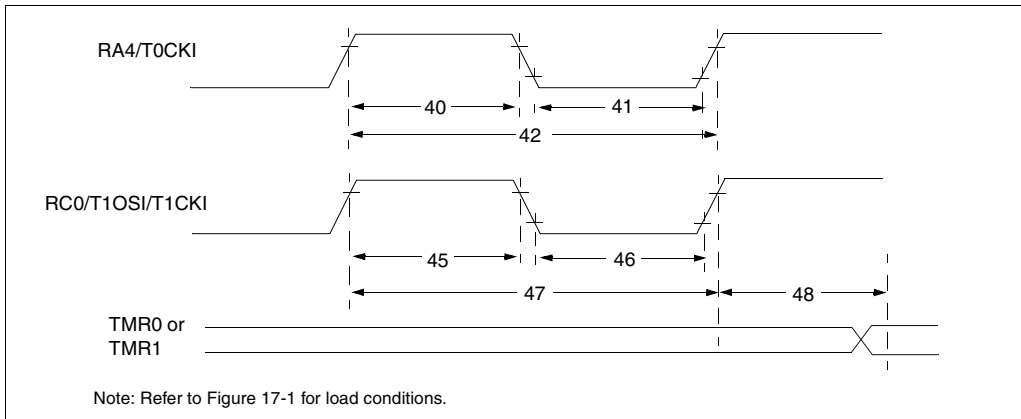 RA4/T0CKI
40
41
42
RC0/T1OSI/T1CKI
45
46
47
48
TMR0 or
TMR1
Note: Refer to Figure 17-1 for load conditions.